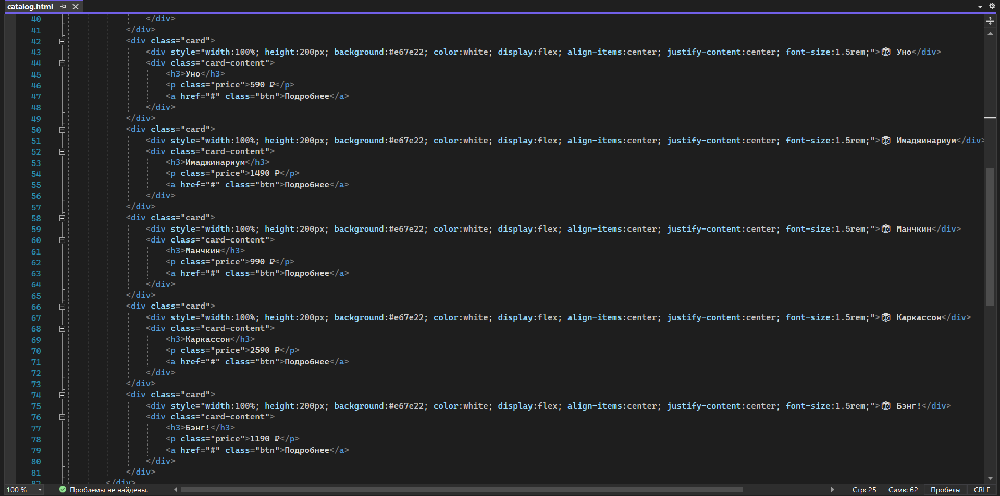 catalog.html
40 </div>
41 </div>
42 <div class="card">
43 <div style="width:100%; height:200px; background:#e67e22; color:white; display:flex; align-items:center; justify-content:center; font-size:1.5rem;">🎲 Уно</div>
44 <div class="card-content">
45 <h3>Уно</h3>
46 <p class="price">590 ₽</p>
47 <a href="#" class="btn">Подробнее</a>
48 </div>
49 </div>
50 <div class="card">
51 <div style="width:100%; height:200px; background:#e67e22; color:white; display:flex; align-items:center; justify-content:center; font-size:1.5rem;">🎲 Имаджинариум</div>
52 <div class="card-content">
53 <h3>Имаджинариум</h3>
54 <p class="price">1490 ₽</p>
55 <a href="#" class="btn">Подробнее</a>
56 </div>
57 </div>
58 <div class="card">
59 <div style="width:100%; height:200px; background:#e67e22; color:white; display:flex; align-items:center; justify-content:center; font-size:1.5rem;">🎲 Манчкин</div>
60 <div class="card-content">
61 <h3>Манчкин</h3>
62 <p class="price">990 ₽</p>
63 <a href="#" class="btn">Подробнее</a>
64 </div>
65 </div>
66 <div class="card">
67 <div style="width:100%; height:200px; background:#e67e22; color:white; display:flex; align-items:center; justify-content:center; font-size:1.5rem;">🎲 Каркассон</div>
68 <div class="card-content">
69 <h3>Каркассон</h3>
70 <p class="price">2590 ₽</p>
71 <a href="#" class="btn">Подробнее</a>
72 </div>
73 </div>
74 <div class="card">
75 <div style="width:100%; height:200px; background:#e67e22; color:white; display:flex; align-items:center; justify-content:center; font-size:1.5rem;">🎲 Бэнг!</div>
76 <div class="card-content">
77 <h3>Бэнг!</h3>
78 <p class="price">1190 ₽</p>
79 <a href="#" class="btn">Подробнее</a>
80 </div>
81 </div>
82 </div>
100 % Проблемы не найдены. Стр: 25 Симв: 62 Пробелы CRLF